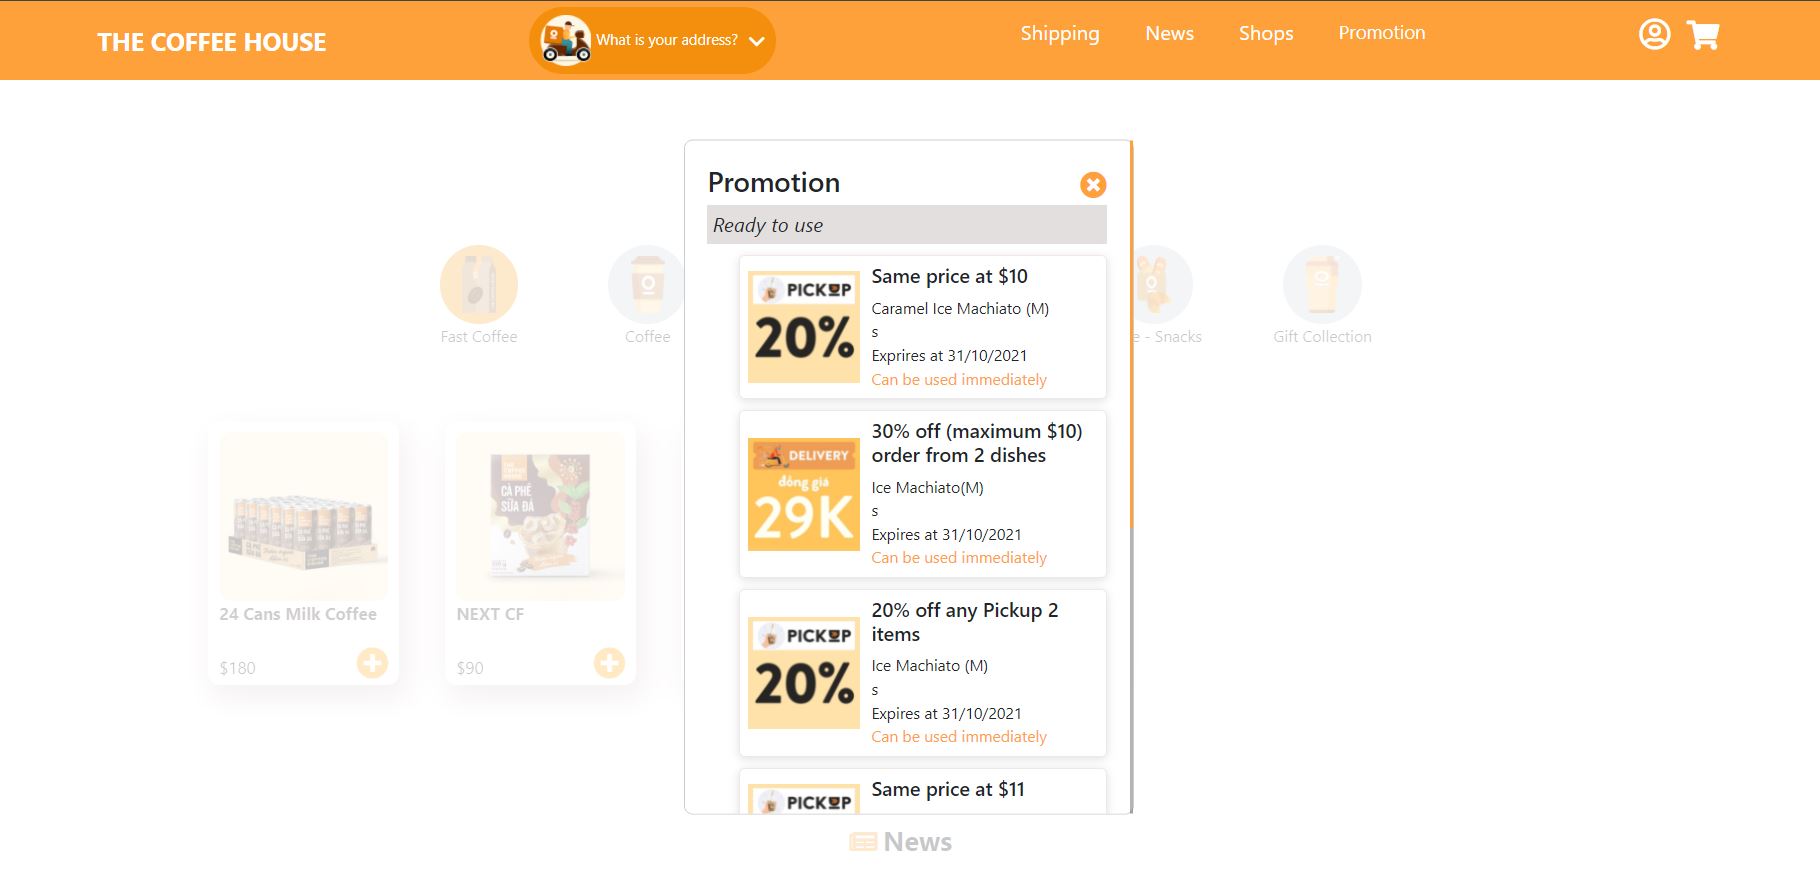 THE COFFEE HOUSE
What is your address?
Shipping
News
Shops
Promotion
Promotion
Ready to use
PICKUP
20%
Same price at $10
Caramel Ice Machiato (M)
s
Exprires at 31/10/2021
Can be used immediately
DELIVERY
đồng giá
29K
30% off (maximum $10)
order from 2 dishes
Ice Machiato(M)
s
Expires at 31/10/2021
Can be used immediately
PICKUP
20%
20% off any Pickup 2
items
Ice Machiato (M)
s
Expires at 31/10/2021
Can be used immediately
PICKUP
Same price at $11
Fast Coffee
Coffee
e - Snacks
Gift Collection
CÀ PHÊ
SỮA ĐÁ
24 Cans Milk Coffee
$180
NEXT CF
$90
News